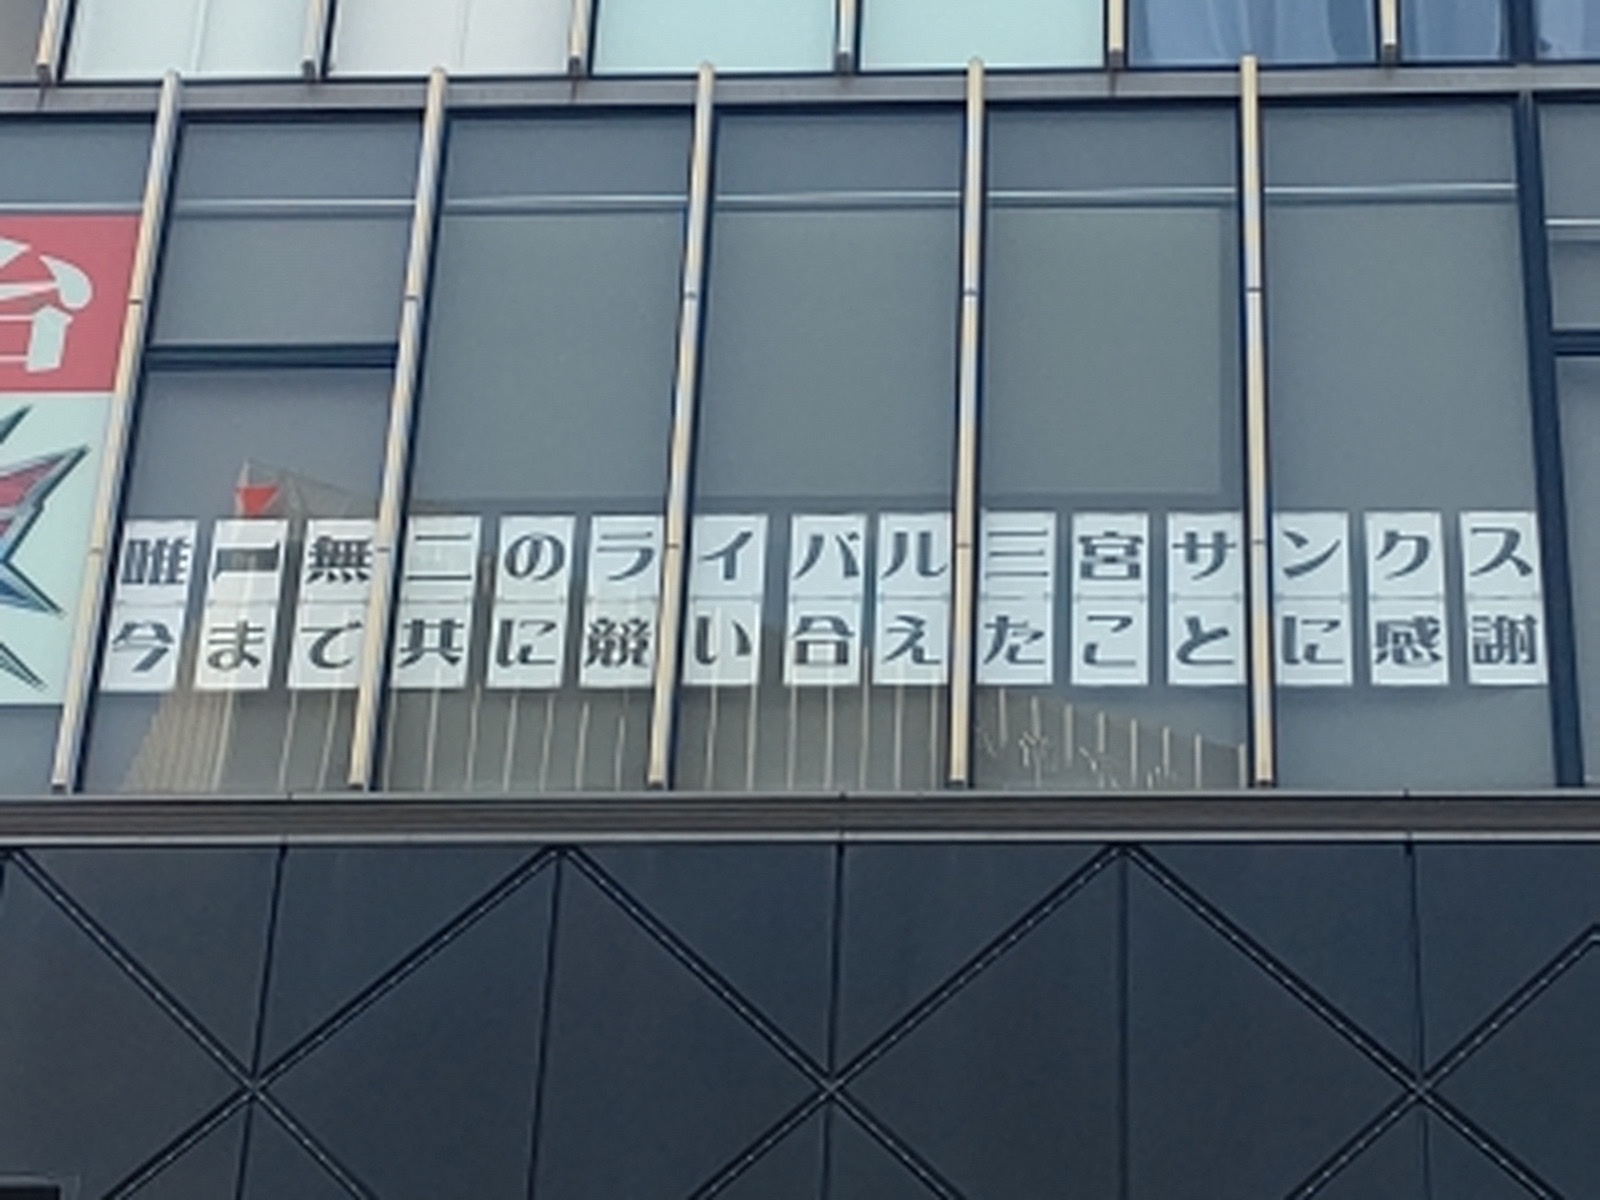 唯一無二のライバル三宮サンクス
今まで共に競い合えたことに感謝